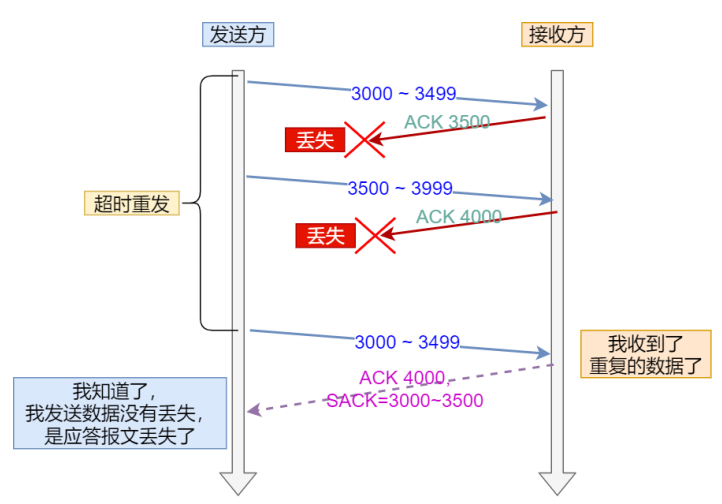 发送方
接收方
3000 ~ 3499
ACK 3500
丢失
3500 ~ 3999
超时重发
ACK 4000
丢失
3000 ~ 3499
我收到了
重复的数据了
ACK 4000,
SACK=3000~3500
我知道了，
我发送数据没有丢失，
是应答报文丢失了